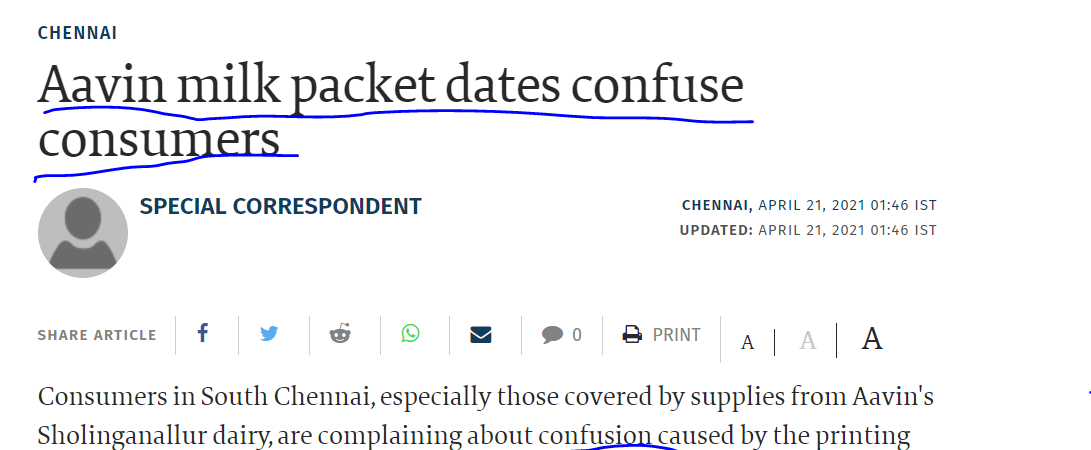 CHENNAI
Aavin milk packet dates confuse
consumers
SPECIAL CORRESPONDENT
CHENNAI, APRIL 21, 2021 01:46 IST
UPDATED: APRIL 21, 2021 01:46 IST
SHARE ARTICLE f 0 PRINT A A A
Consumers in South Chennai, especially those covered by supplies from Aavin's
Sholinganallur dairy, are complaining about confusion caused by the printing